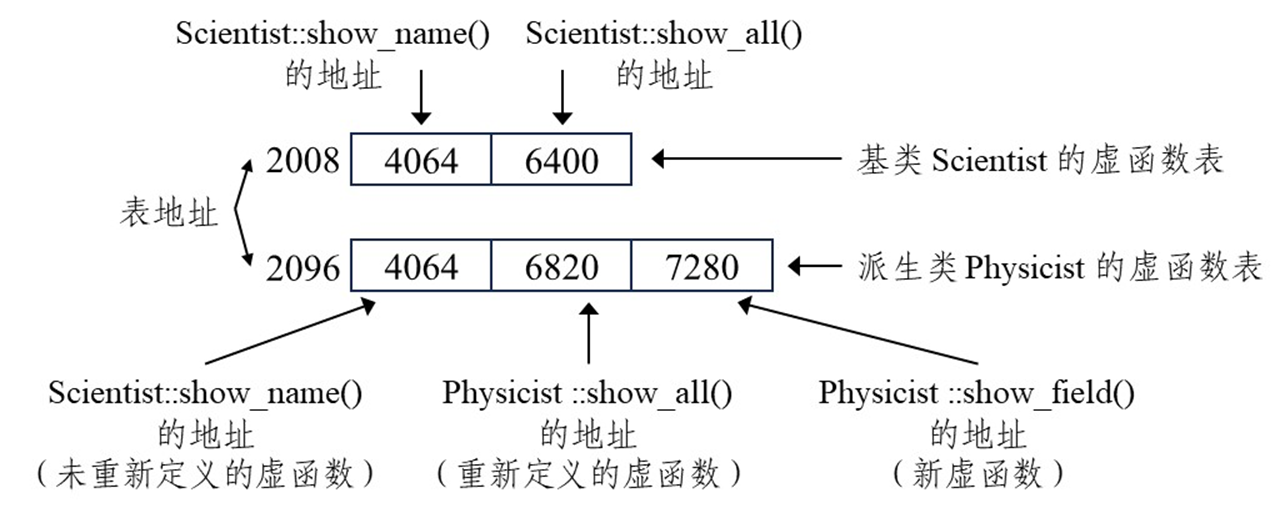 Scientist::show_name() Scientist::show_all()
的地址 的地址
2008 4064 6400 基类 Scientist 的虚函数表
表地址
2096 4064 6820 7280 派生类 Physicist 的虚函数表
Scientist::show_name() Physicist ::show_all() Physicist ::show_field()
的地址 的地址 的地址
（未重新定义的虚函数） （重新定义的虚函数） （新虚函数）